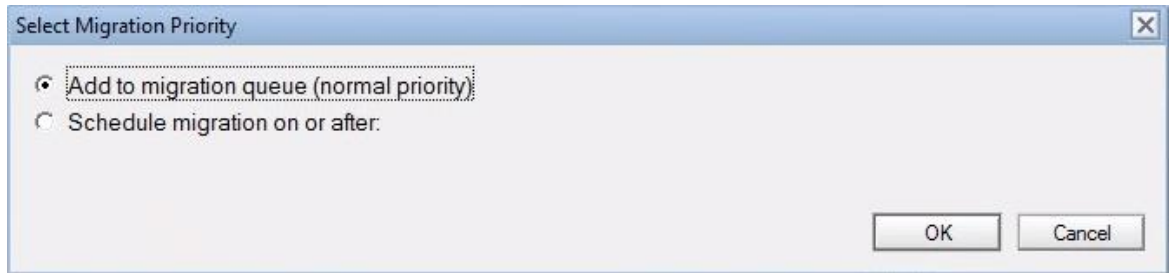 Select Migration Priority
Add to migration queue (normal priority)
Schedule migration on or after:
OK Cancel